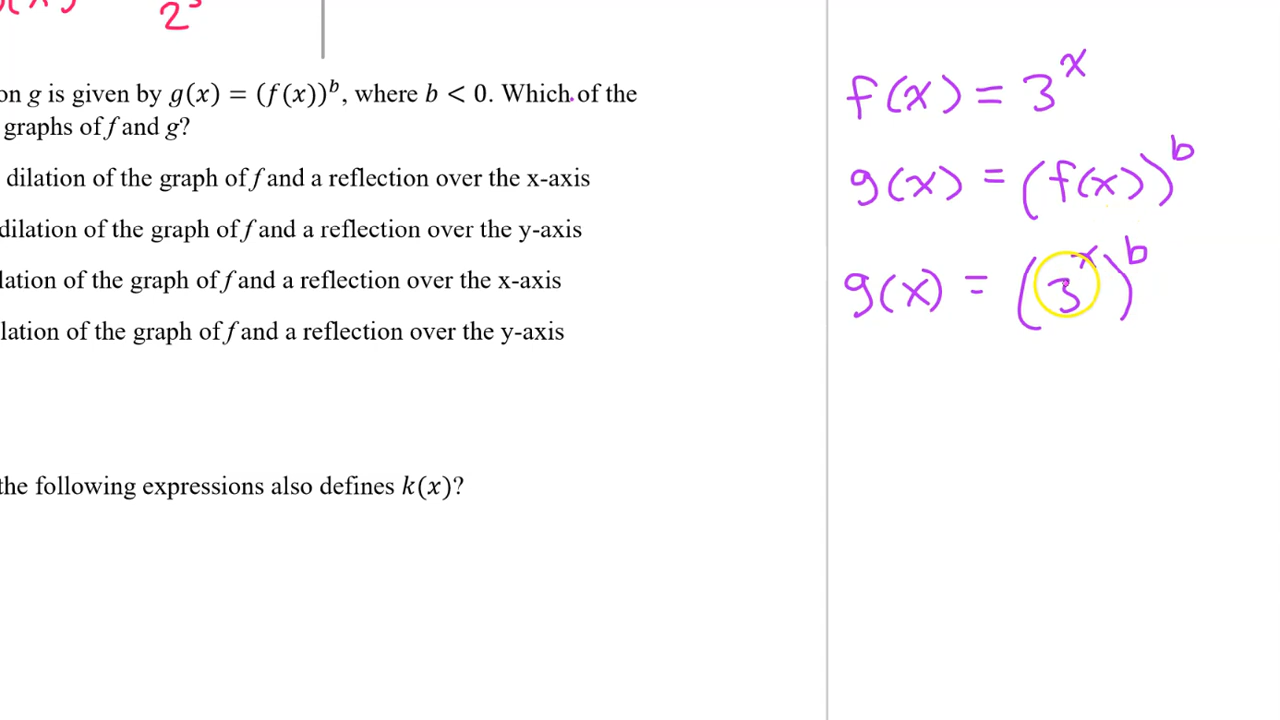 2
on g is given by g(x) = (f(x))ᵇ, where b < 0. Which of the
graphs of f and g?
dilation of the graph of f and a reflection over the x-axis
dilation of the graph of f and a reflection over the y-axis
lation of the graph of f and a reflection over the x-axis
lation of the graph of f and a reflection over the y-axis
the following expressions also defines k(x)?
f(x) = 3ˣ
g(x) = (f(x))ᵇ
g(x) = (3ˣ)ᵇ